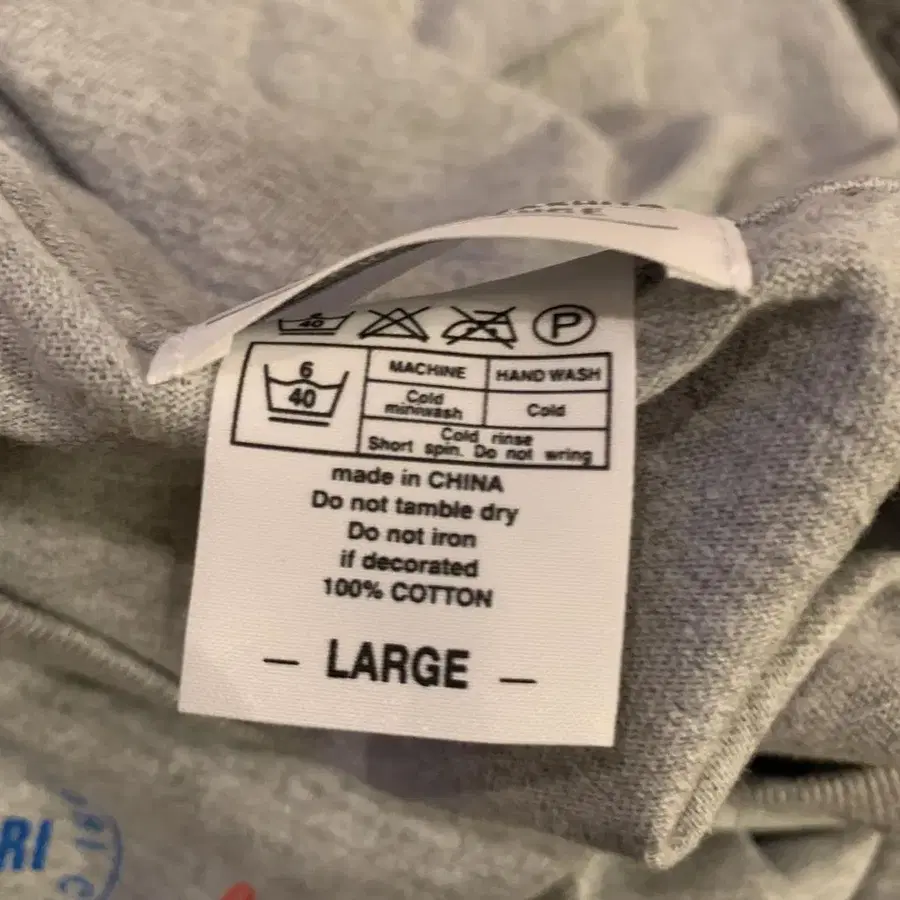 40
P
6
40
MACHINE HAND WASH
Cold
miniwash
Cold
Cold rinse
Short spin. Do not wring
made in CHINA
Do not tamble dry
Do not iron
if decorated
100% COTTON
— LARGE —
RI